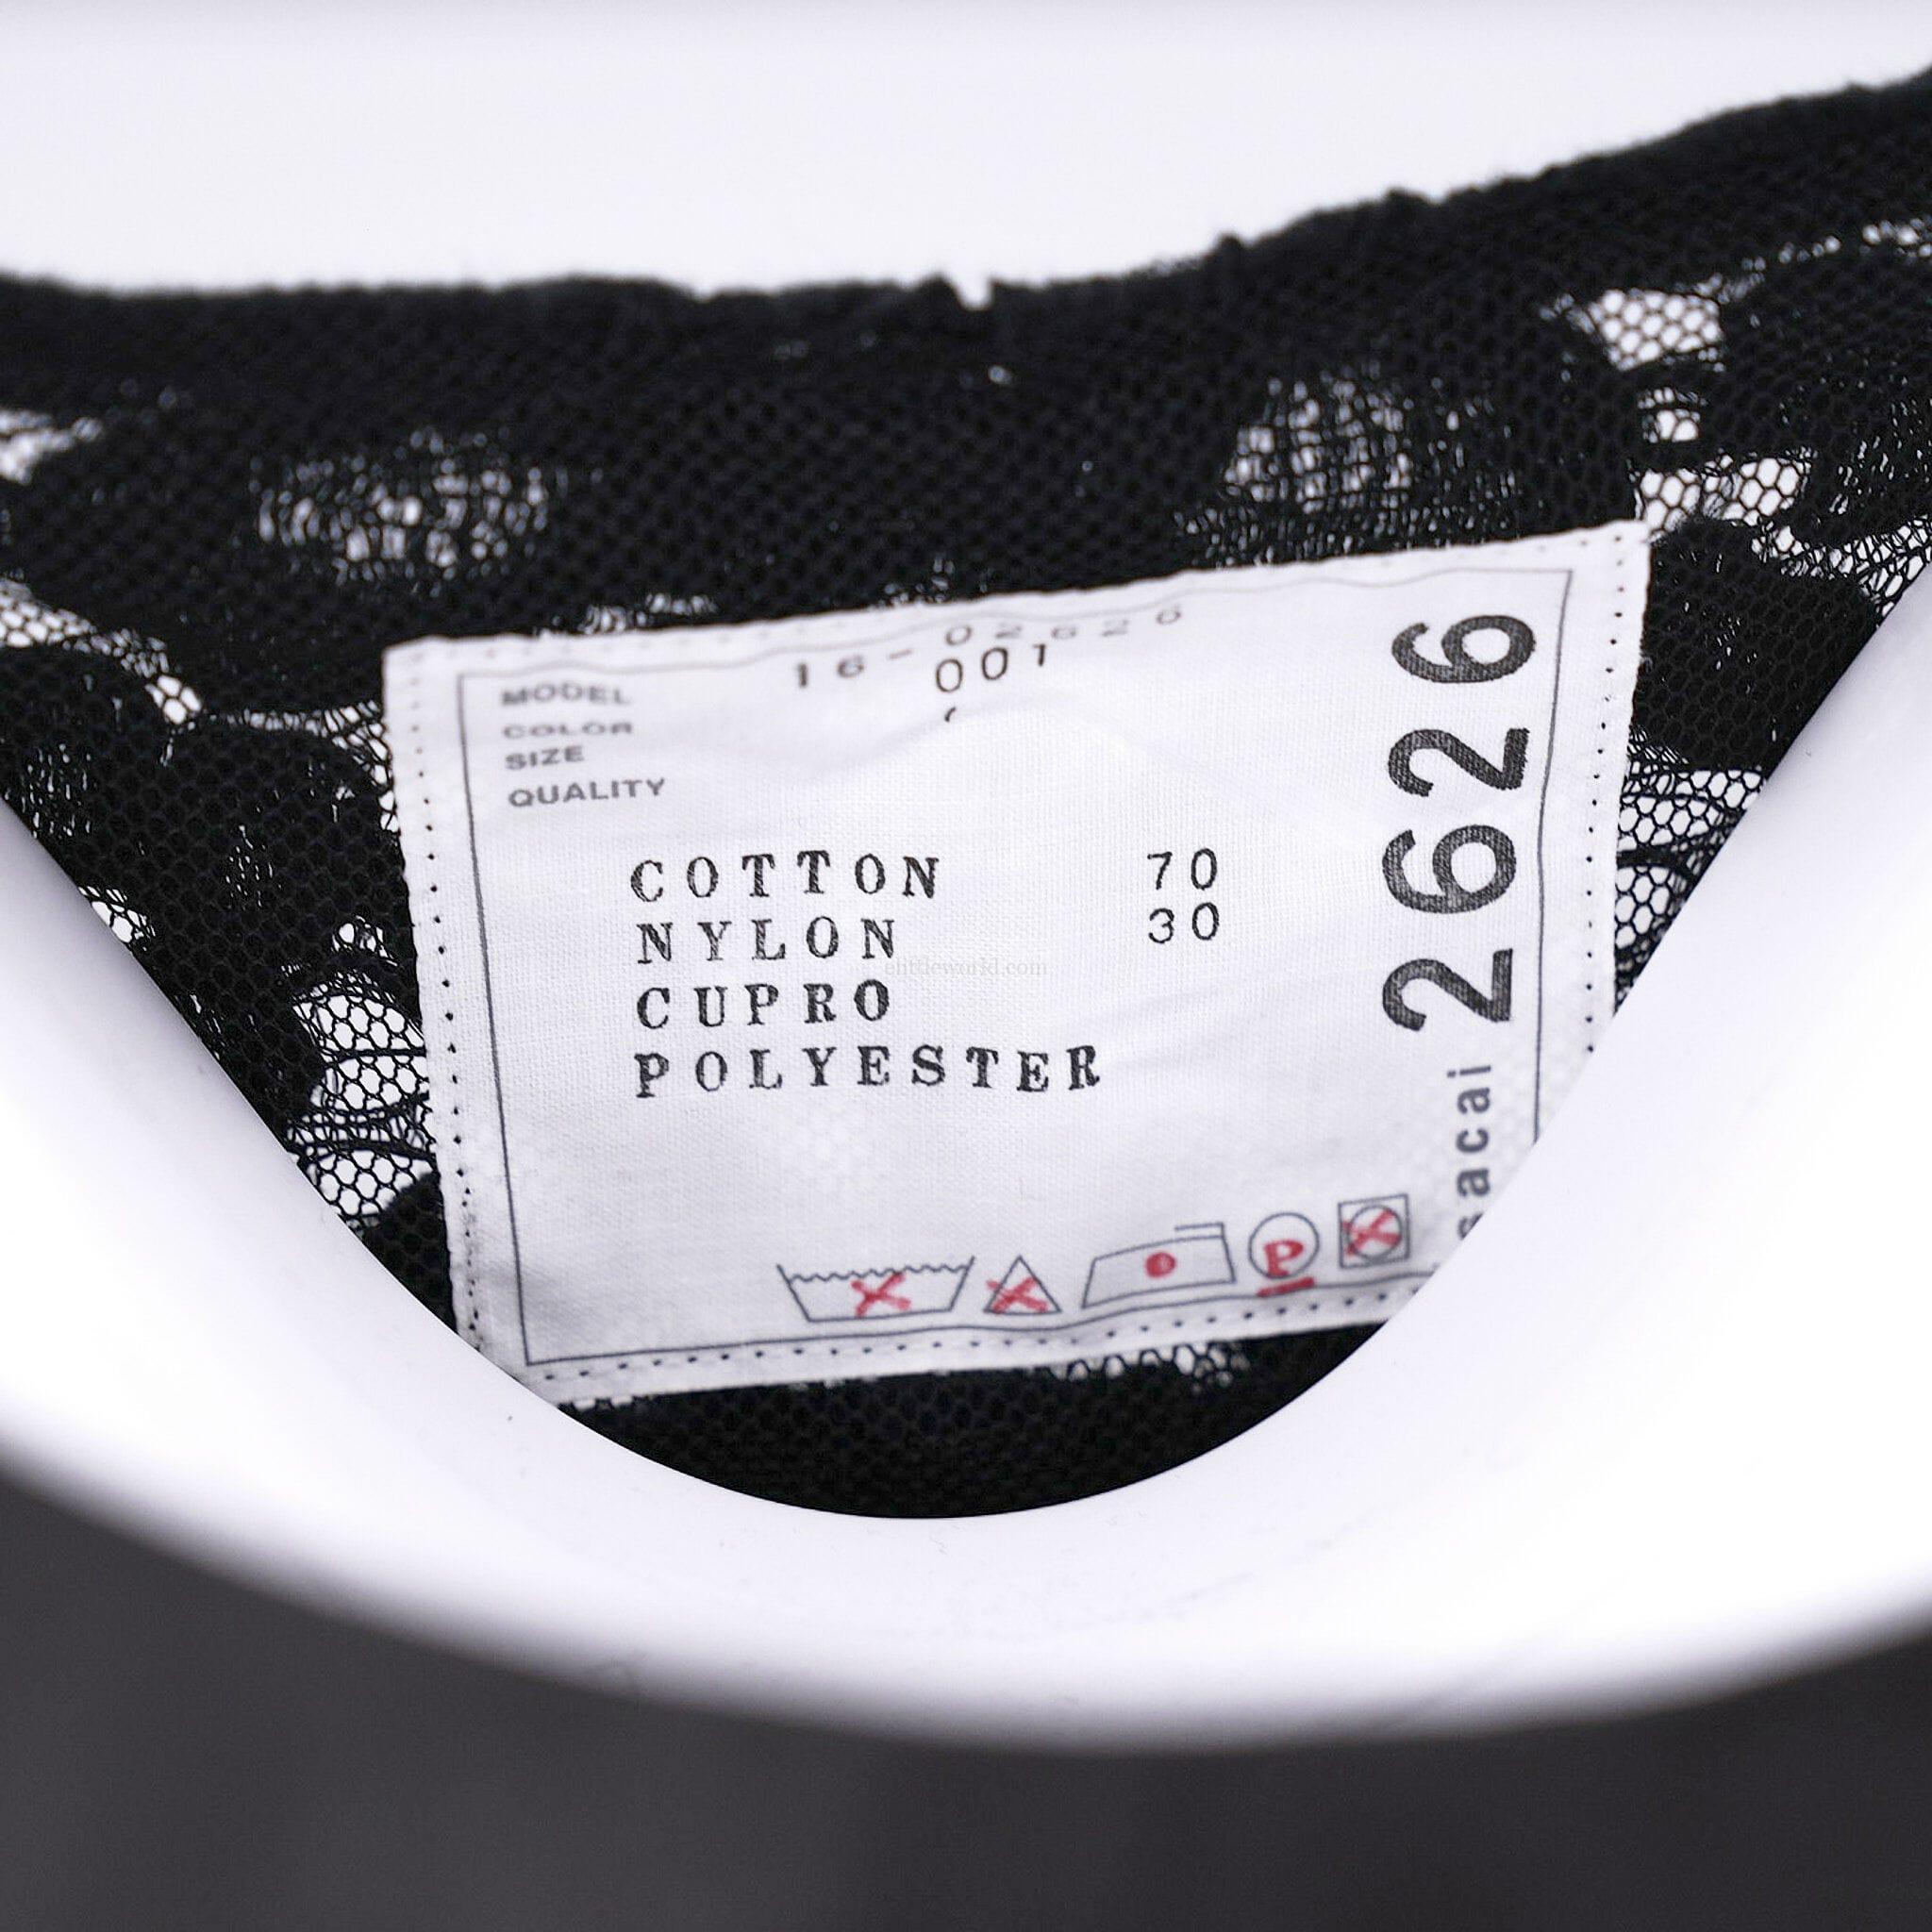 MODEL 16-02626
COLOR 001
SIZE
QUALITY
COTTON 70
NYLON 30
CUPRO
POLYESTER
P
2626
sacai